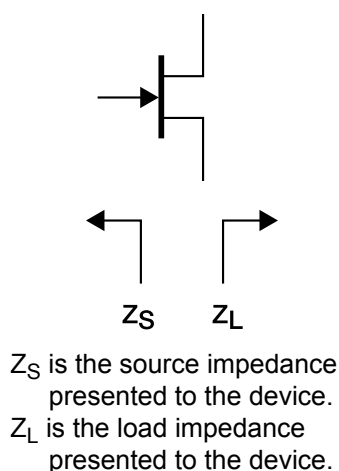 ZS ZL
ZS is the source impedance
presented to the device.
ZL is the load impedance
presented to the device.